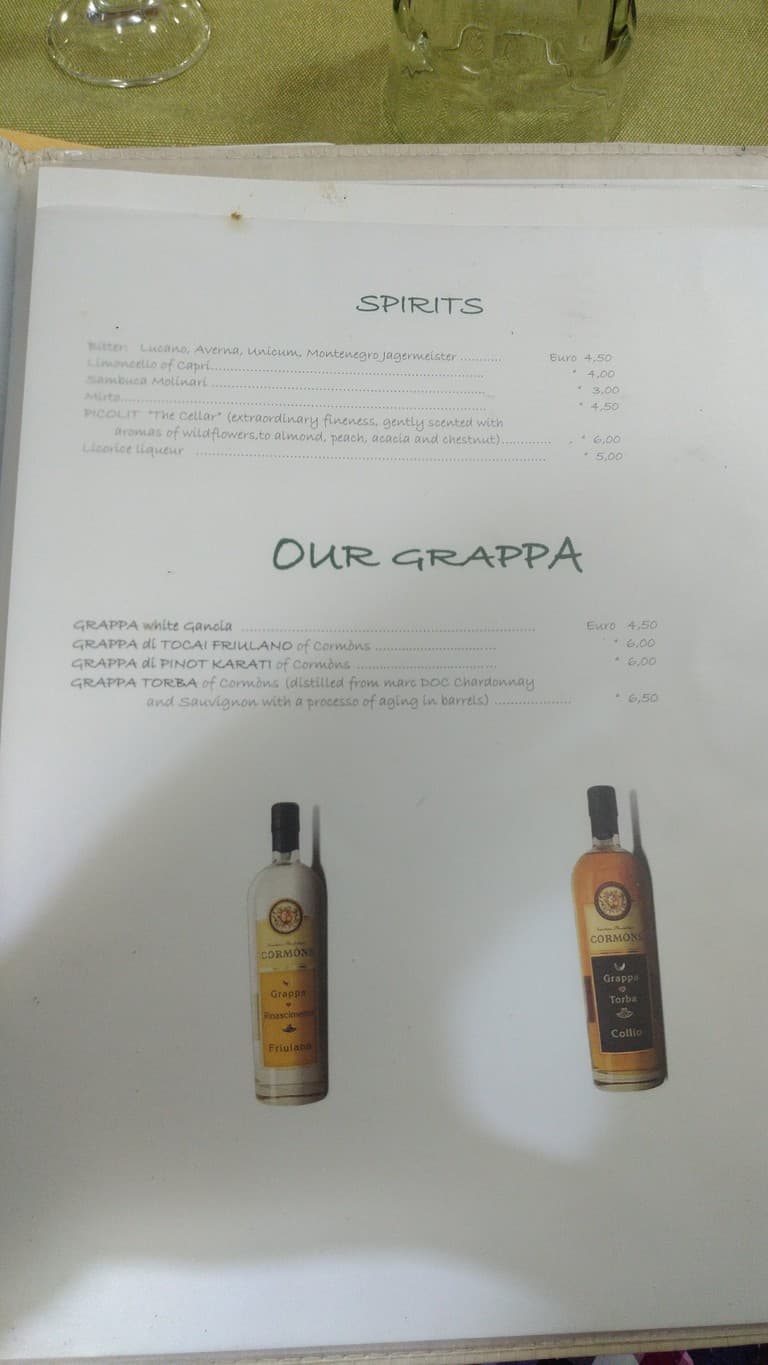 SPIRITS
Bitter: Lucano, Averna, Unicum, Montenegro Jagermeister ........... Euro 4,50
Limoncello of Capri.................................................................... " 4,00
Sambuca Molinari .................................................................... " 3,00
Mirto.................................................................... " 4,50
PICOLIT "The Cellar" (extraordinary fineness, gently scented with
aromas of wildflowers,to almond, peach, acacia and chestnut)............. " 6,00
Licorice liqueur .................................................................... " 5,00
OUR GRAPPA
GRAPPA white Gancia .................................................................... Euro 4,50
GRAPPA di TOCAI FRIULANO of Cormòns ............................... " 6,00
GRAPPA di PINOT KARATI of Cormòns .................................... " 6,00
GRAPPA TORBA of Cormòns (distilled from marc DOC Chardonnay
and Sauvignon with a processo of aging in barrels) ................... " 6,50
CORMÒNS
Grappa
Rinascimento
Friulano
CORMÒNS
Grappa
Torba
Collio